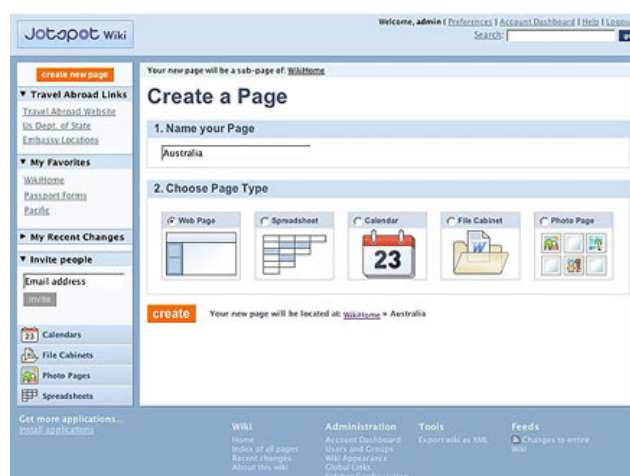 Jotspot Wiki
Welcome, admin ( Preferences | Account Dashboard | Help | Logout
Search:
create new page
▼ Travel Abroad Links
Travel Abroad Website
Us Dept. of State
Embassy Locations
▼ My Favorites
WikiHome
Passport Forms
Pacific
► My Recent Changes
▼ Invite people
Email address
invite
23 Calendars
File Cabinets
Photo Pages
Spreadsheets
Get more applications...
Install applications
Your new page will be a sub-page of: WikiHome
Create a Page
1. Name your Page
Australia
2. Choose Page Type
Web Page
Spreadsheet
Calendar
File Cabinet
Photo Page
23
W
create
Your new page will be located at: WikiHome » Australia
Wiki
Home
Index of all pages
Recent changes
About this wiki
Administration
Account Dashboard
Users and Groups
Wiki Appearance
Global Links
Tools
Export wiki as XML
Feeds
Changes to entire
Wiki